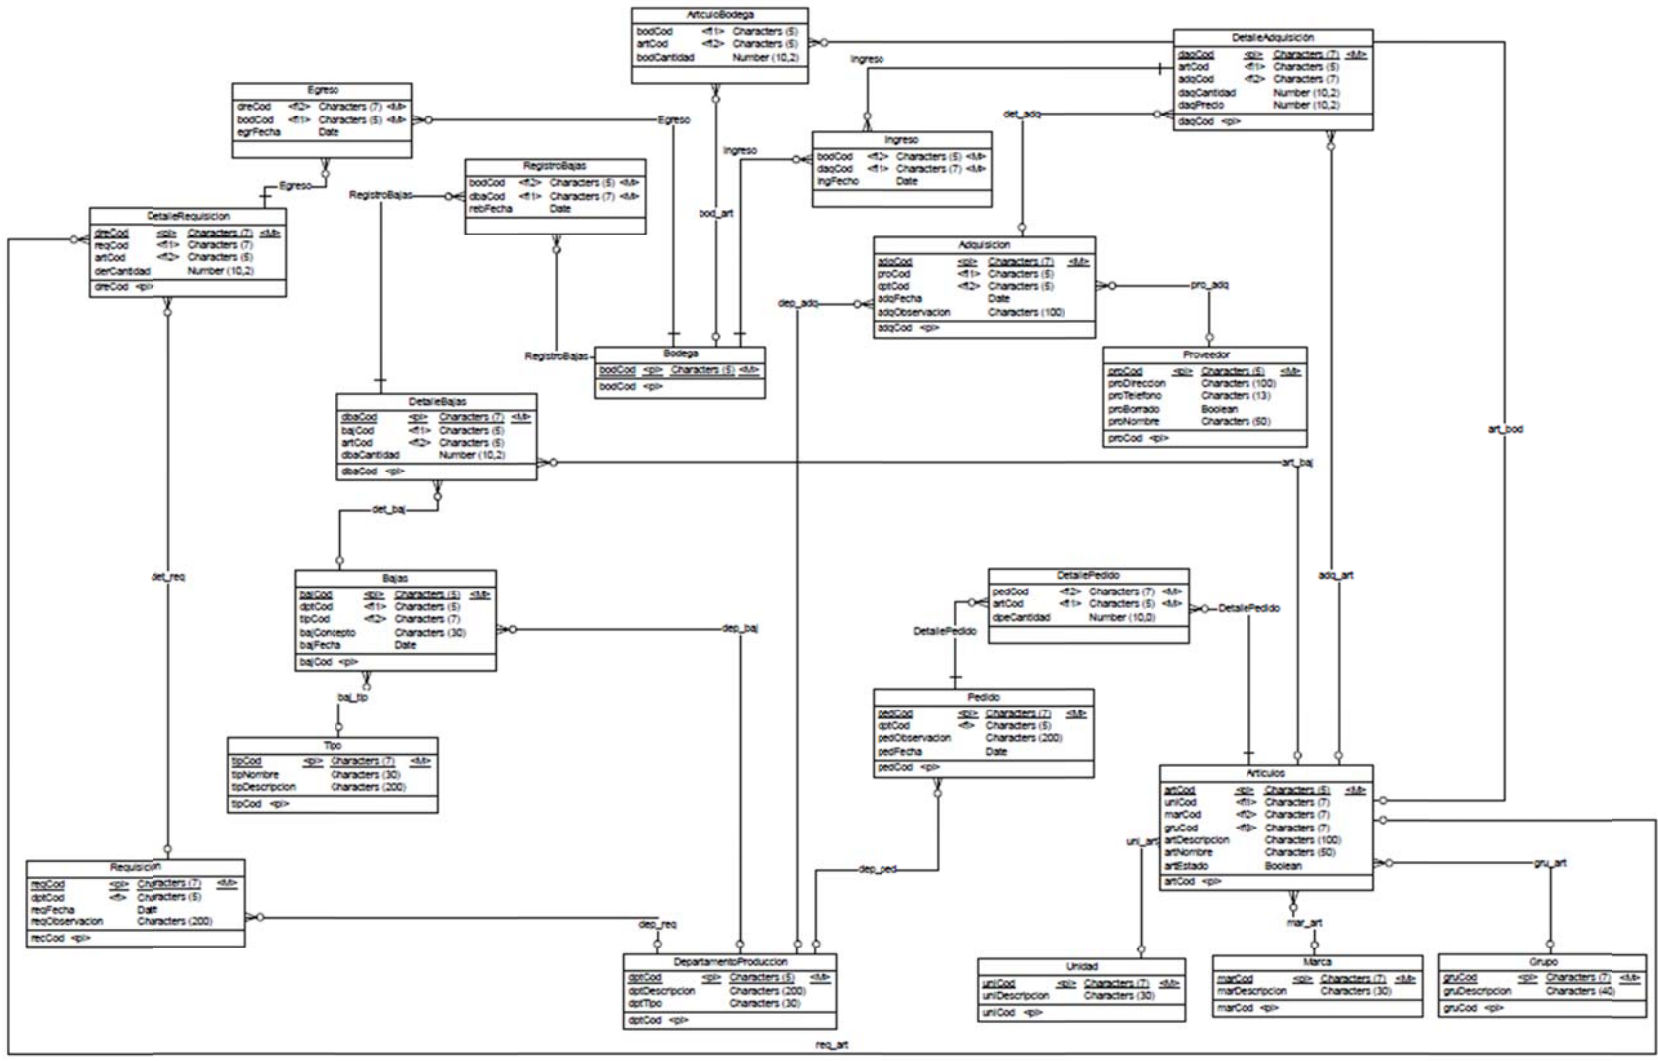 ArtculoBodega
bodCod <fi1> Characters (5)
artCod <fi2> Characters (5)
bodCantidad Number (10,2)
DetalleAdquisición
daqCod <pi> Characters (7) <M>
artCod <fi1> Characters (5)
adqCod <fi2> Characters (7)
daqCantidad Number (10,2)
daqPrecio Number (10,2)
daqCod <pi>
Ingreso
Egreso
dreCod <fi2> Characters (7) <M>
bodCod <fi1> Characters (5) <M>
egrFecha Date
Egreso
det_adq
Ingreso
bodCod <fi2> Characters (5) <M>
daqCod <fi1> Characters (7) <M>
IngFecho Date
Ingreso
RegistroBajas
bodCod <fi2> Characters (5) <M>
dbaCod <fi1> Characters (7) <M>
rebFecha Date
RegistroBajas
Egreso
bod_art
DetalleRequisicion
dreCod <pi> Characters (7) <M>
reqCod <fi1> Characters (7)
artCod <fi2> Characters (5)
derCantidad Number (10,2)
dreCod <pi>
Adquisicion
adqCod <pi> Characters (7) <M>
proCod <fi1> Characters (5)
dptCod <fi2> Characters (5)
adqFecha Date
adqObservacion Characters (100)
adqCod <pi>
pro_adq
dep_adq
RegistroBajas
Bodega
bodCod <pi> Characters (5) <M>
bodCod <pi>
Proveedor
proCod <pi> Characters (5) <M>
proDireccion Characters (100)
proTelefono Characters (13)
proBorrado Boolean
proNombre Characters (50)
proCod <pi>
DetalleBajas
dbaCod <pi> Characters (7) <M>
bajCod <fi1> Characters (5)
artCod <fi2> Characters (5)
dbaCantidad Number (10,2)
dbaCod <pi>
art_bod
art_baj
det_baj
det_req
adq_art
Bajas
bajCod <pi> Characters (5) <M>
dptCod <fi1> Characters (5)
tipCod <fi2> Characters (7)
bajConcepto Characters (30)
bajFecha Date
bajCod <pi>
DetallePedido
pedCod <fi2> Characters (7) <M>
artCod <fi1> Characters (5) <M>
dpeCantidad Number (10,0)
DetallePedido
DetallePedido
dep_baj
baj_tip
Pedido
pedCod <pi> Characters (7) <M>
dptCod <fi> Characters (5)
pedObservacion Characters (200)
pedFecha Date
pedCod <pi>
Tipo
tipCod <pi> Characters (7) <M>
tipNombre Characters (30)
tipDescripcion Characters (200)
tipCod <pi>
Articulos
artCod <pi> Characters (5) <M>
uniCod <fi1> Characters (7)
marCod <fi2> Characters (7)
gruCod <fi3> Characters (7)
artDescripcion Characters (100)
artNombre Characters (50)
artEstado Boolean
artCod <pi>
uni_art
gru_art
mar_art
dep_ped
Requisición
reqCod <pi> Characters (7) <M>
dptCod <fi> Characters (5)
reqFecha Date
reqObservacion Characters (200)
recCod <pi>
dep_req
DepartamentoProduccion
dptCod <pi> Characters (5) <M>
dptDescripcion Characters (200)
dptTipo Characters (30)
dptCod <pi>
Unidad
uniCod <pi> Characters (7) <M>
uniDescripcion Characters (30)
uniCod <pi>
Marca
marCod <pi> Characters (7) <M>
marDescripcion Characters (30)
marCod <pi>
Grupo
gruCod <pi> Characters (7) <M>
gruDescripcion Characters (40)
gruCod <pi>
req_art